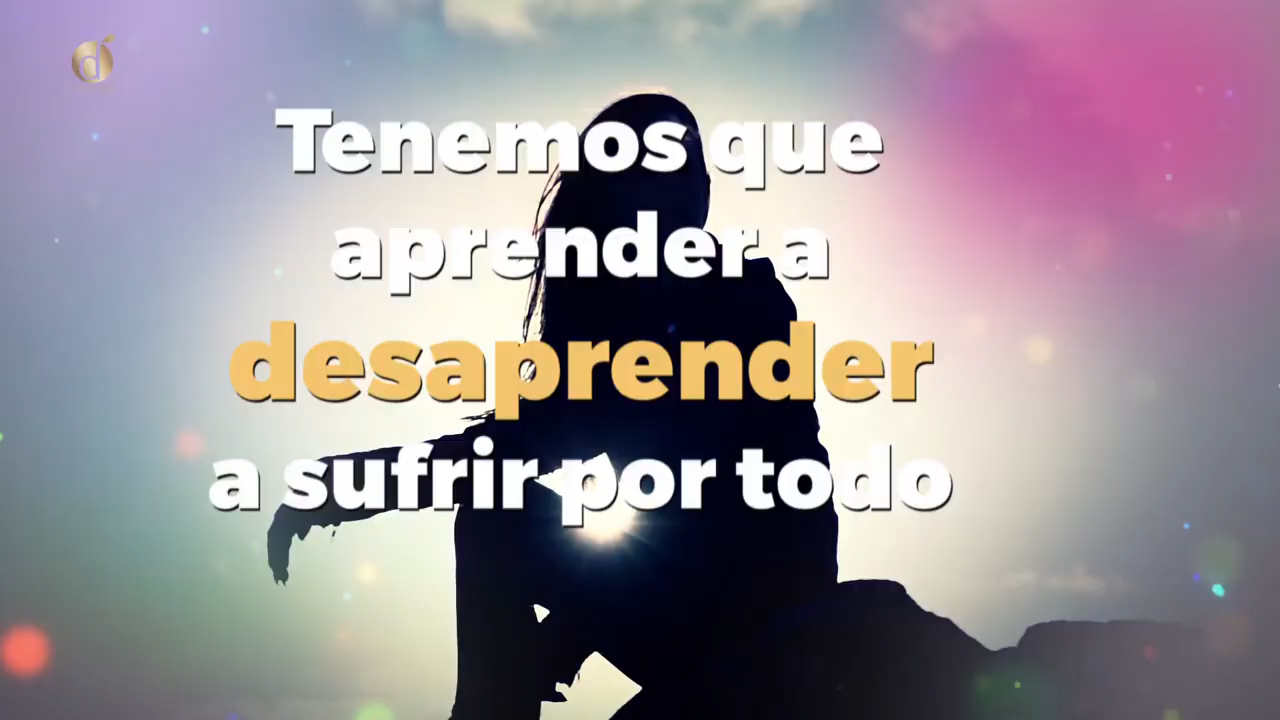 d
Tenemos que
aprender a
desaprender
a sufrir por todo